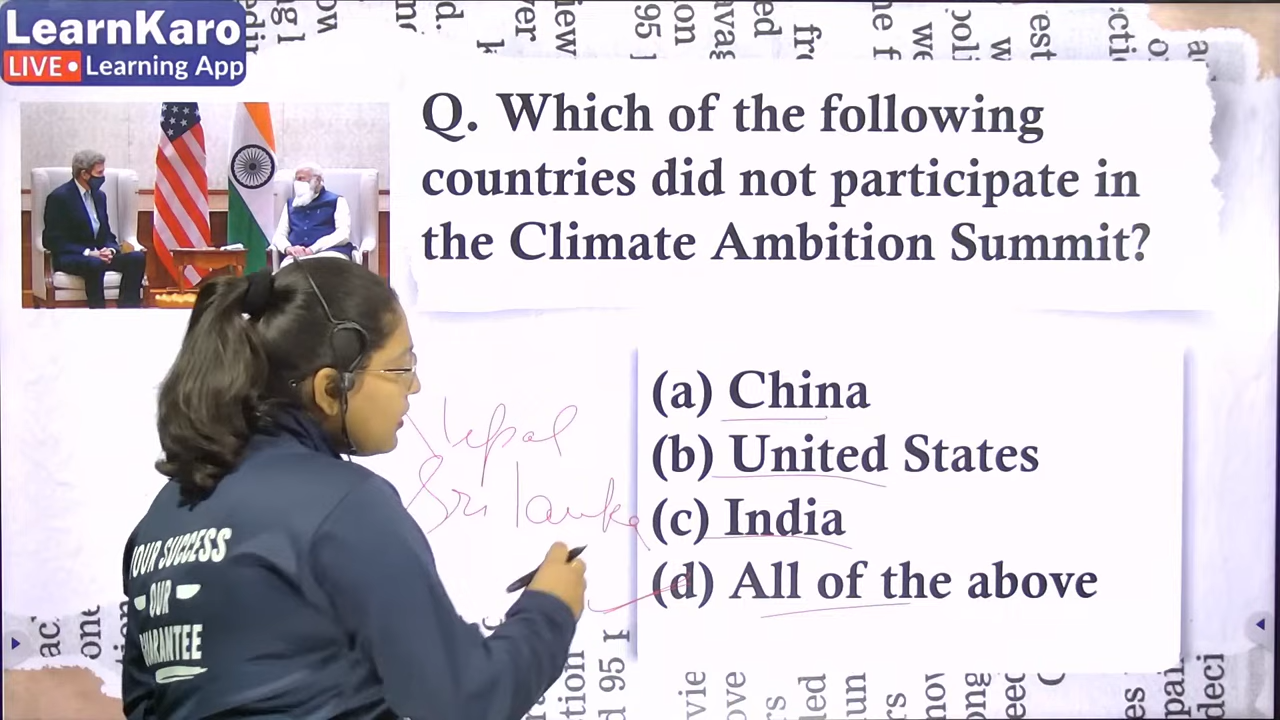 LearnKaro
LIVE • Learning App
Q. Which of the following
countries did not participate in
the Climate Ambition Summit?
(a) China
(b) United States
(c) India
(d) All of the above
Nepal
Sri lanka
YOUR SUCCESS
OUR
GUARANTEE